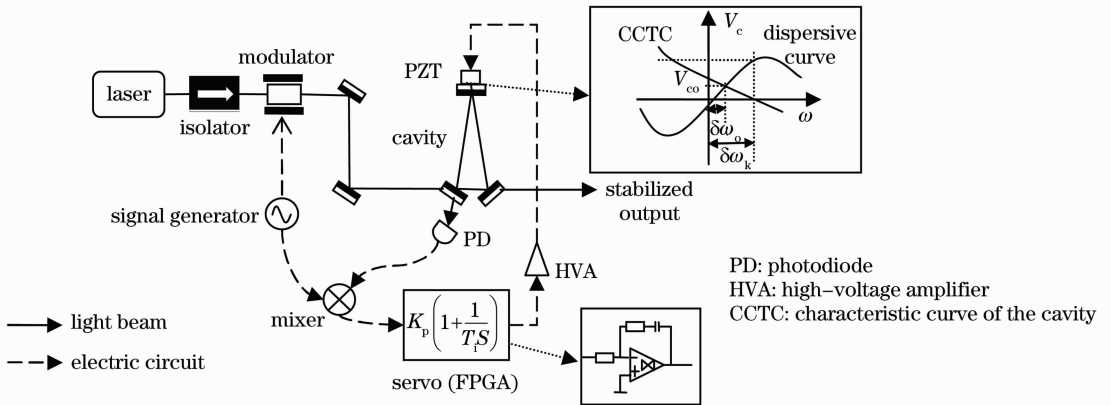 modulator
laser
isolator
PZT
cavity
CCTC
V_c
dispersive
curve
V_co
ω
δω_o
δω_k
stabilized
output
signal generator
PD
HVA
mixer
K_p(1+1/T_iS)
servo (FPGA)
light beam
electric circuit
PD: photodiode
HVA: high-voltage amplifier
CCTC: characteristic curve of the cavity